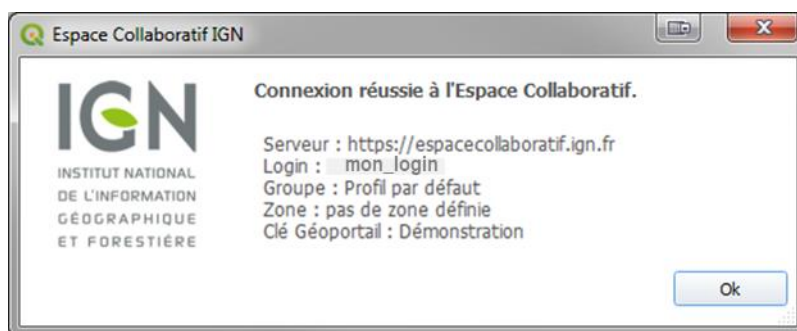 Espace Collaboratif IGN
IGN
INSTITUT NATIONAL
DE L'INFORMATION
GÉOGRAPHIQUE
ET FORESTIÉRE
Connexion réussie à l'Espace Collaboratif.
Serveur : https://espacecollaboratif.ign.fr
Login : mon_login
Groupe : Profil par défaut
Zone : pas de zone définie
Clé Géoportail : Démonstration
Ok